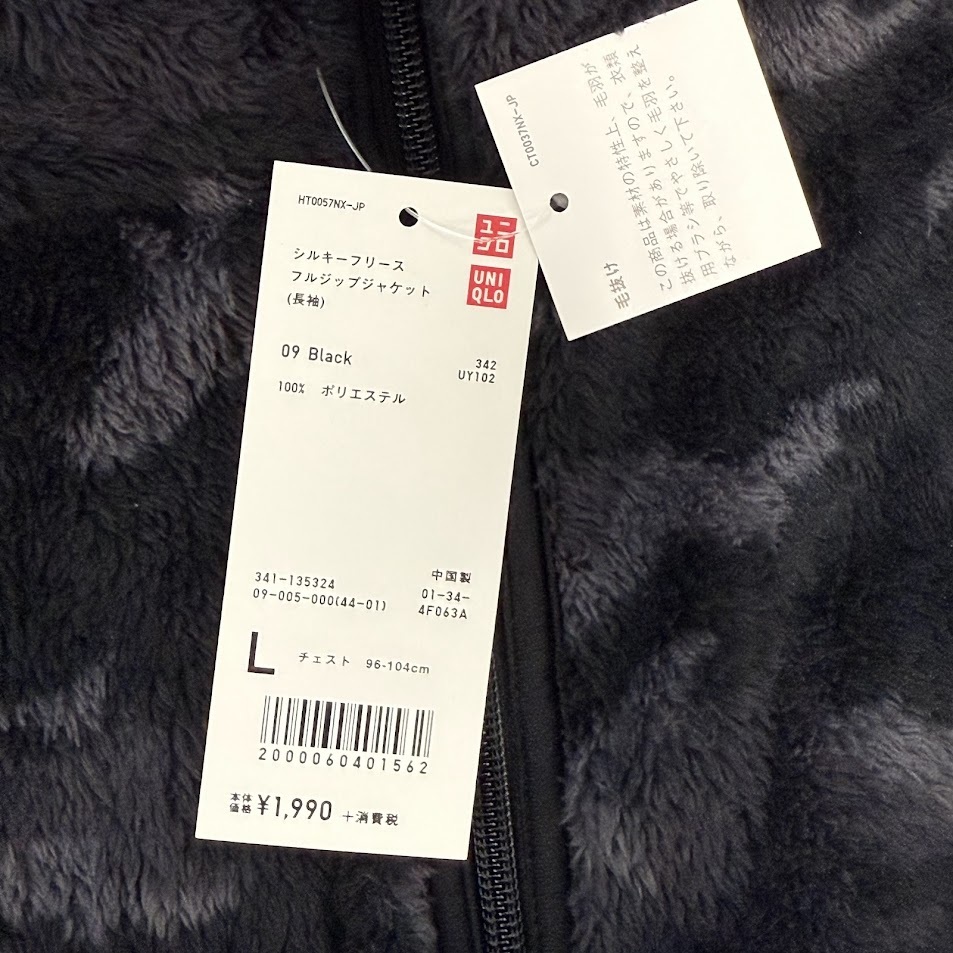 HT0057NX-JP
ユニ
クロ
UNI
QLO
シルキーフリース
フルジップジャケット
(長袖)
09 Black
342
UY102
100% ポリエステル
341-135324
09-005-000(44-01)
中国製
01-34-
4F063A
L チェスト 96-104cm
2000060401562
本体
価格 ¥1,990 +消費税
CT0037NX-JP
毛抜け
この商品は素材の特性上、毛羽が
抜ける場合がありますので、衣類
用ブラシ等でやさしく毛羽を整え
ながら、取り除いて下さい。